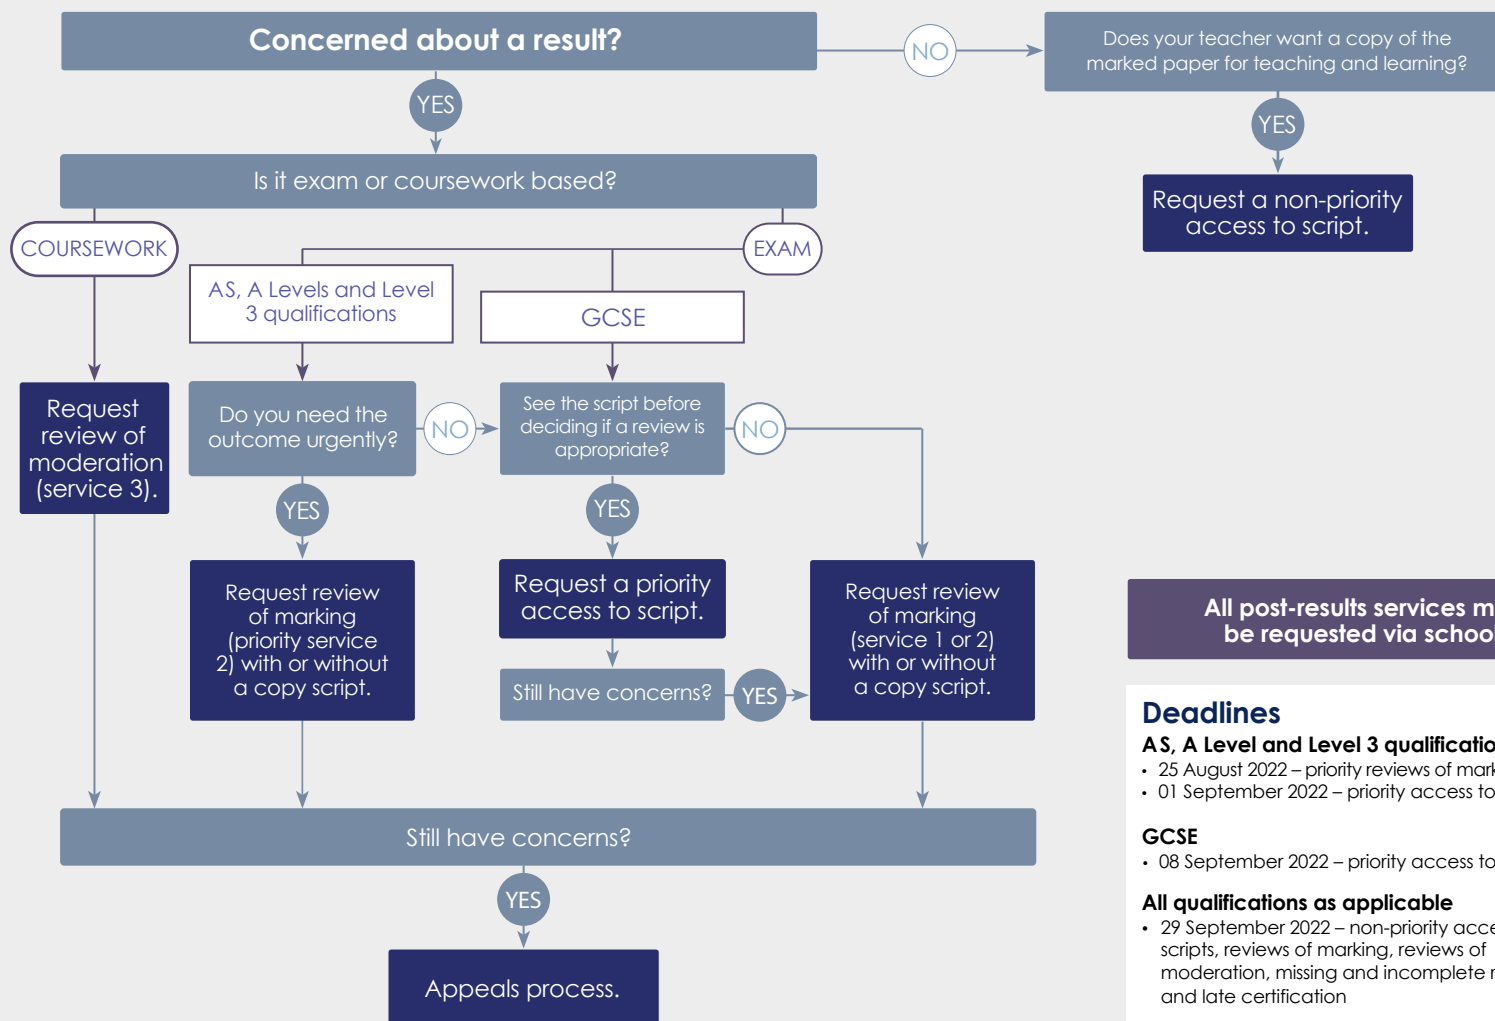 Concerned about a result?
NO
Does your teacher want a copy of the
marked paper for teaching and learning?
YES
YES
Is it exam or coursework based?
Request a non-priority
access to script.
COURSEWORK
EXAM
AS, A Levels and Level
3 qualifications
GCSE
Request
review of
moderation
(service 3).
Do you need the
outcome urgently?
NO
See the script before
deciding if a review is
appropriate?
NO
YES
YES
Request review
of marking
(priority service
2) with or without
a copy script.
Request a priority
access to script.
Request review
of marking
(service 1 or 2)
with or without
a copy script.
Still have concerns?
YES
All post-results services
be requested via
Deadlines
AS, A Level and Level 3
• 25 August 2022 – priority reviews of
• 01 September 2022 – priority access to
GCSE
• 08 September 2022 – priority access to
All qualifications as applicable
• 29 September 2022 – non-priority
scripts, reviews of marking, reviews of
moderation, missing and incomplete
and late certification
Still have concerns?
YES
Appeals process.